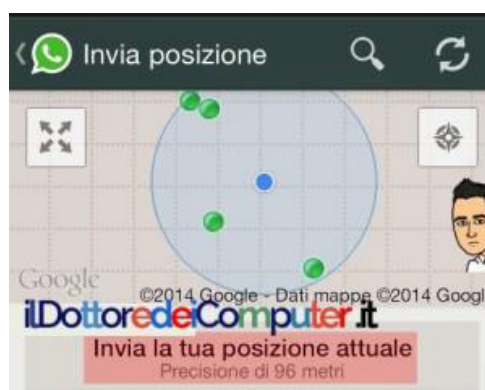 Invia posizione
Google
©2014 Google - Dati mappe ©2014 Googl
ilDottoredeiComputer.it
Invia la tua posizione attuale
Precisione di 96 metri